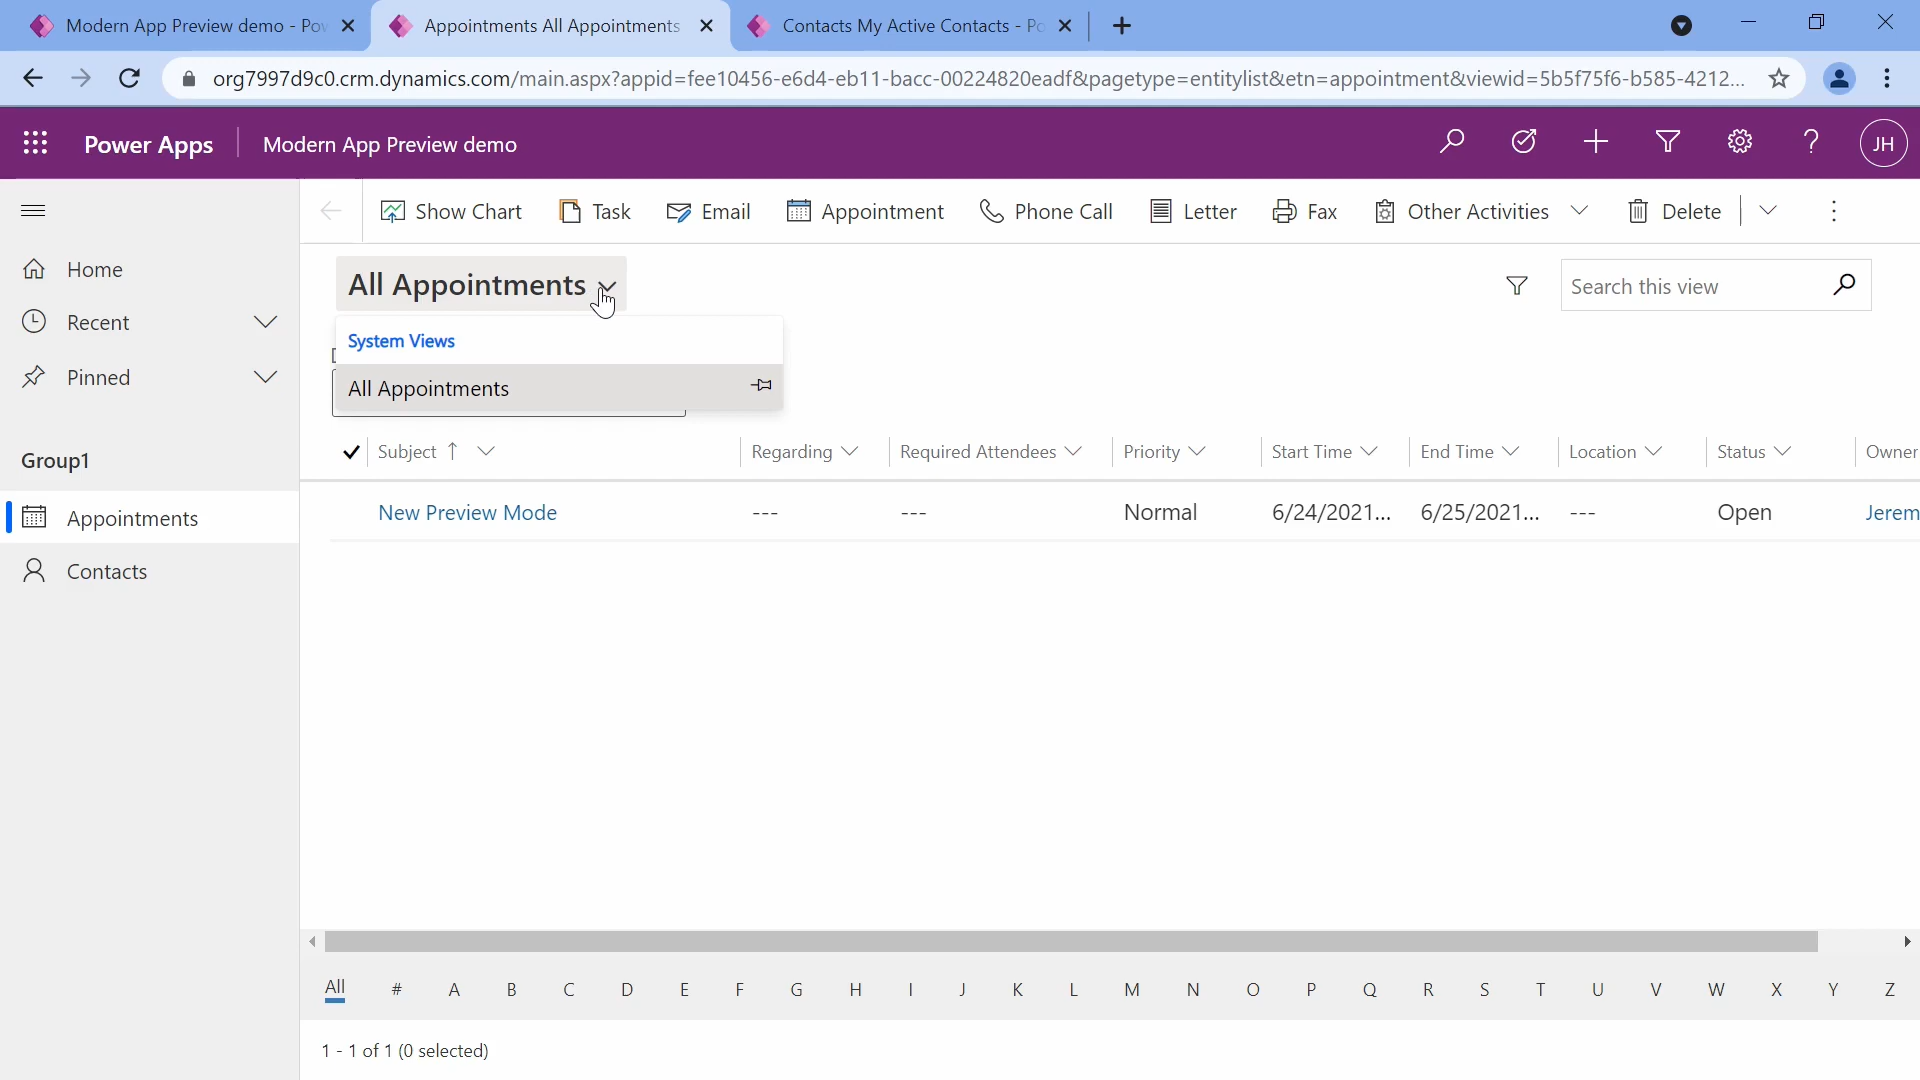 Modern App Preview demo - Pov
Appointments All Appointments
Contacts My Active Contacts - Po
org7997d9c0.crm.dynamics.com/main.aspx?appid=fee10456-e6d4-eb11-bacc-00224820eadf&pagetype=entitylist&etn=appointment&viewid=5b5f75f6-b585-4212...
Power Apps
Modern App Preview demo
JH
Show Chart
Task
Email
Appointment
Phone Call
Letter
Fax
Other Activities
Delete
Home
Recent
Pinned
Group1
Appointments
Contacts
All Appointments
Search this view
System Views
All Appointments
Subject
Regarding
Required Attendees
Priority
Start Time
End Time
Location
Status
Owner
New Preview Mode
---
---
Normal
6/24/2021...
6/25/2021...
---
Open
Jerem
All # A B C D E F G H I J K L M N O P Q R S T U V W X Y Z
1 - 1 of 1 (0 selected)